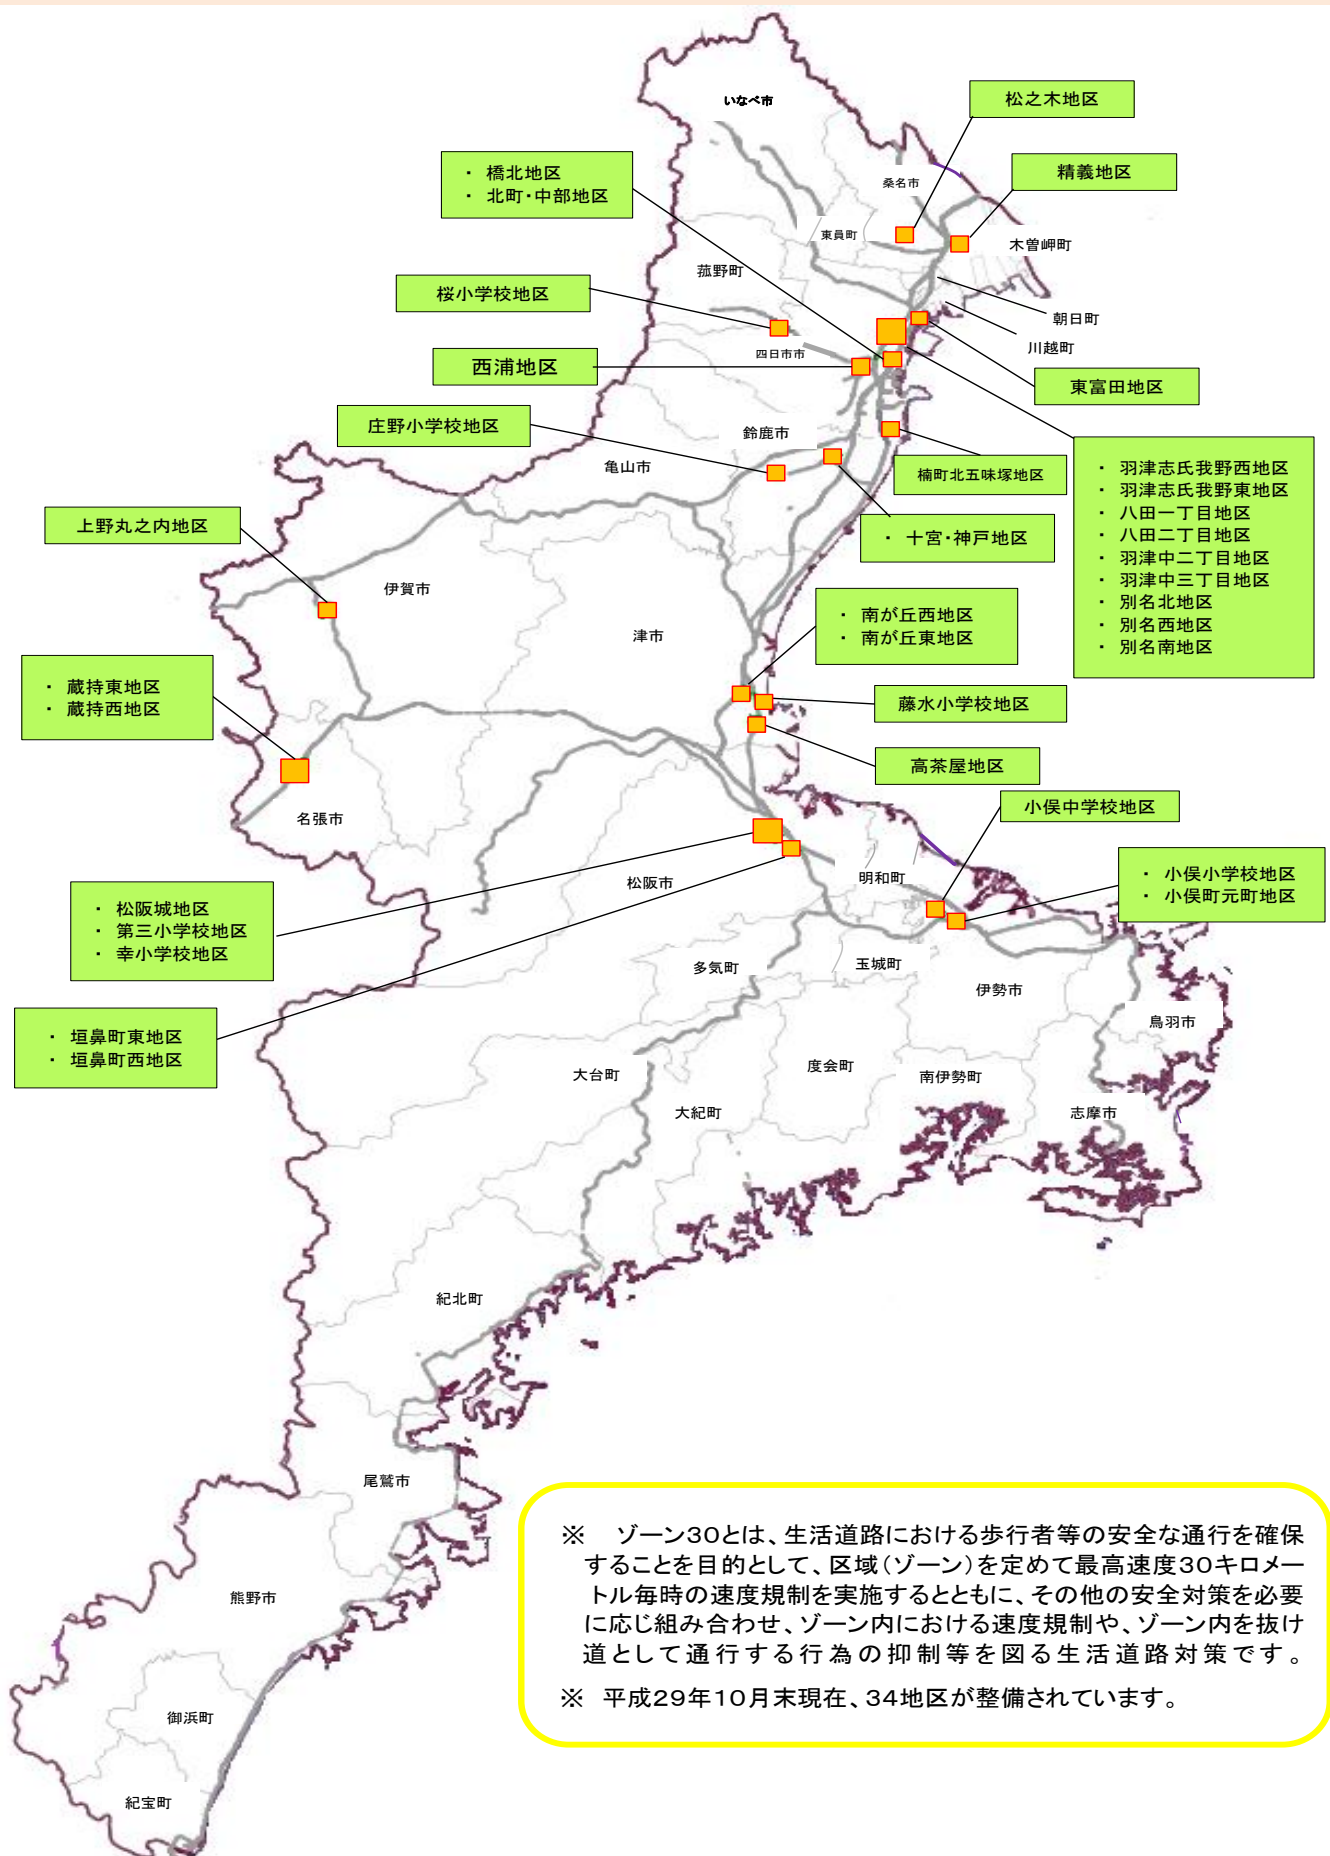 いなべ市
松之木地区
・ 橋北地区
・ 北町・中部地区
精義地区
桑名市
東員町
木曽岬町
菰野町
桜小学校地区
朝日町
川越町
四日市市
西浦地区
東富田地区
庄野小学校地区
鈴鹿市
亀山市
楠町北五味塚地区
・ 羽津志氐我野西地区
・ 羽津志氐我野東地区
・ 八田一丁目地区
・ 八田二丁目地区
・ 羽津中二丁目地区
・ 羽津中三丁目地区
・ 別名北地区
・ 別名西地区
・ 別名南地区
上野丸之内地区
・ 十宮・神戸地区
伊賀市
津市
・ 南が丘西地区
・ 南が丘東地区
・ 蔵持東地区
・ 蔵持西地区
藤水小学校地区
高茶屋地区
小俣中学校地区
名張市
松阪市
明和町
・ 小俣小学校地区
・ 小俣町元町地区
・ 松阪城地区
・ 第三小学校地区
・ 幸小学校地区
多気町
玉城町
伊勢市
鳥羽市
・ 垣鼻町東地区
・ 垣鼻町西地区
大台町
度会町
南伊勢町
大紀町
志摩市
紀北町
尾鷲市
熊野市
御浜町
紀宝町
※ ゾーン30とは、生活道路における歩行者等の安全な通行を確保
することを目的として、区域(ゾーン)を定めて最高速度30キロメー
トル毎時の速度規制を実施するとともに、その他の安全対策を必要
に応じ組み合わせ、ゾーン内における速度規制や、ゾーン内を抜け
道として通行する行為の抑制等を図る生活道路対策です。
※ 平成29年10月末現在、34地区が整備されています。